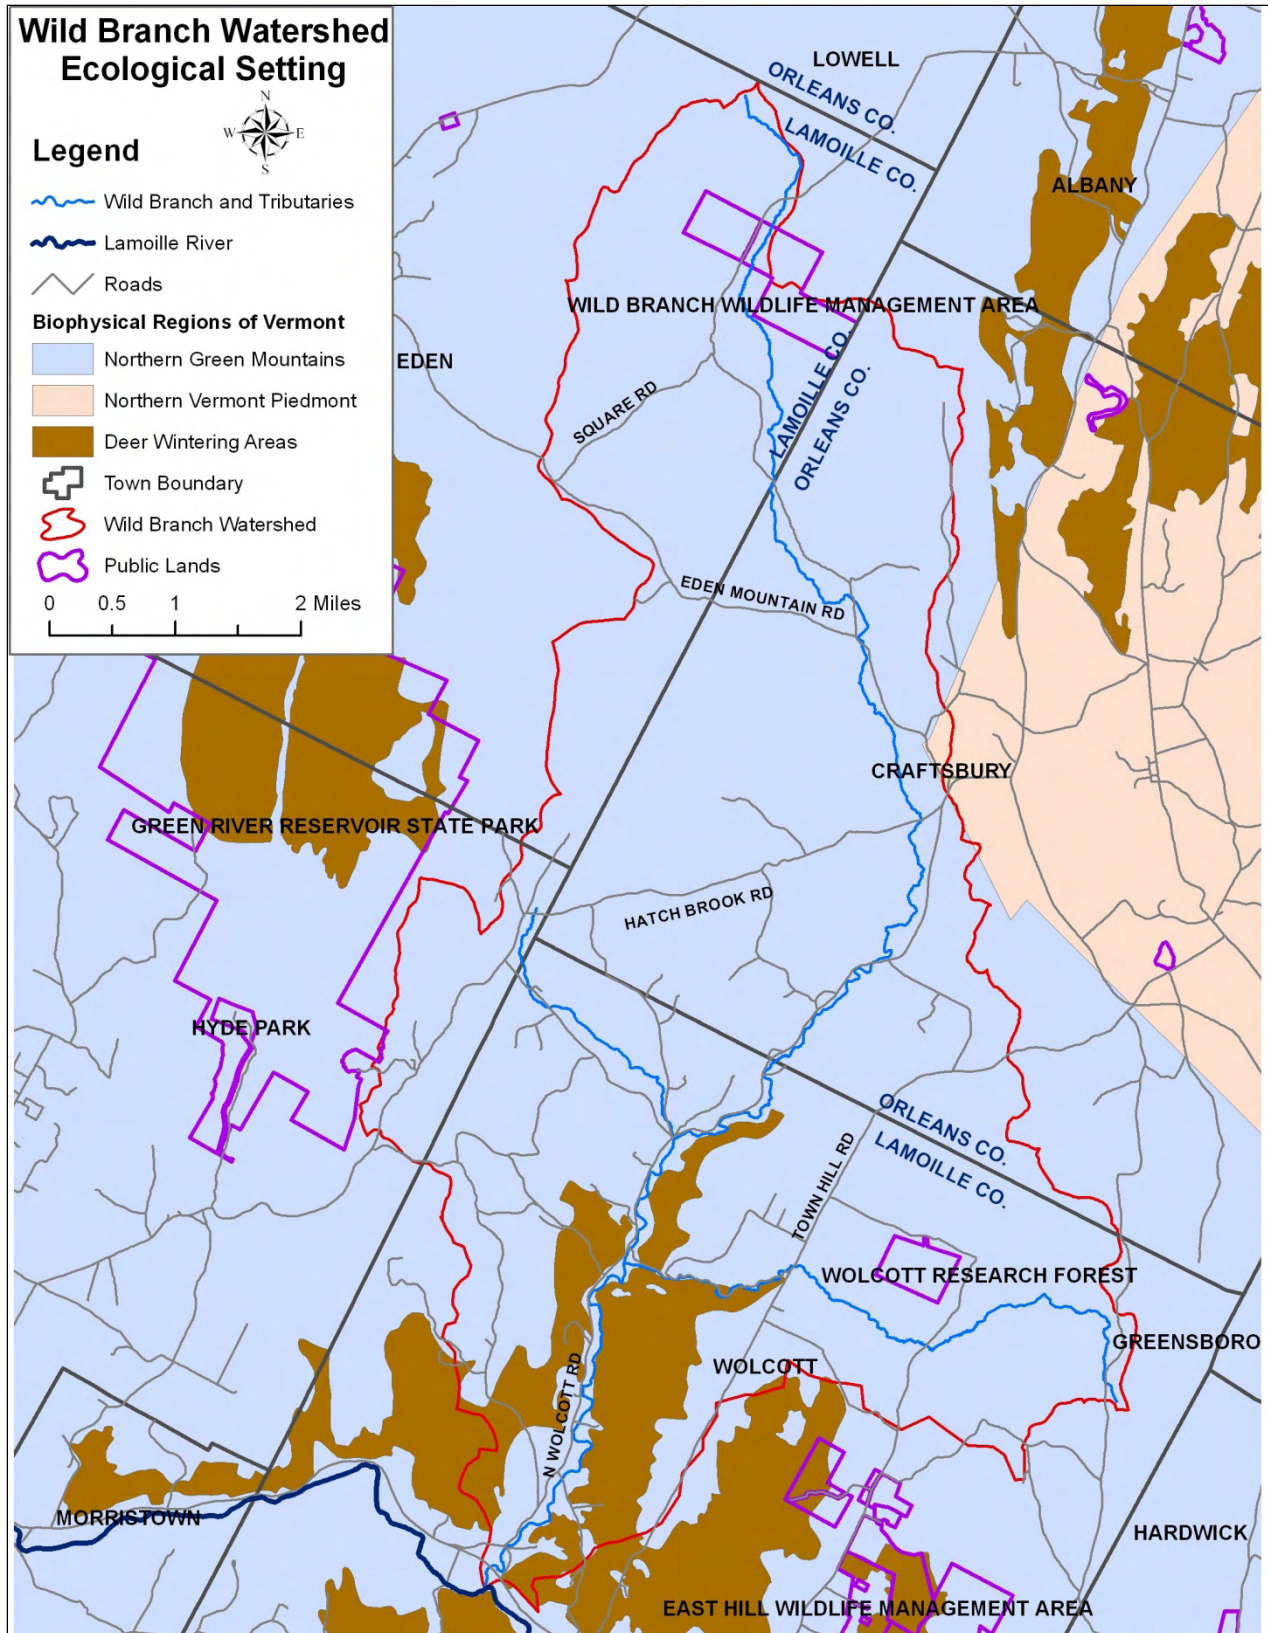 Wild Branch Watershed
Ecological Setting
N
W E
S
Legend
Wild Branch and Tributaries
Lamoille River
Roads
Biophysical Regions of Vermont
Northern Green Mountains
Northern Vermont Piedmont
Deer Wintering Areas
Town Boundary
Wild Branch Watershed
Public Lands
0 0.5 1 2 Miles
LOWELL
ORLEANS CO.
LAMOILLE CO.
ALBANY
WILD BRANCH WILDLIFE MANAGEMENT AREA
EDEN
LAMOILLE CO.
ORLEANS CO.
SQUARE RD
EDEN MOUNTAIN RD
CRAFTSBURY
GREEN RIVER RESERVOIR STATE PARK
HATCH BROOK RD
HYDE PARK
ORLEANS CO.
LAMOILLE CO.
TOWN HILL RD
WOLCOTT RESEARCH FOREST
GREENSBORO
WOLCOTT
N WOLCOTT RD
MORRISTOWN
HARDWICK
EAST HILL WILDLIFE MANAGEMENT AREA